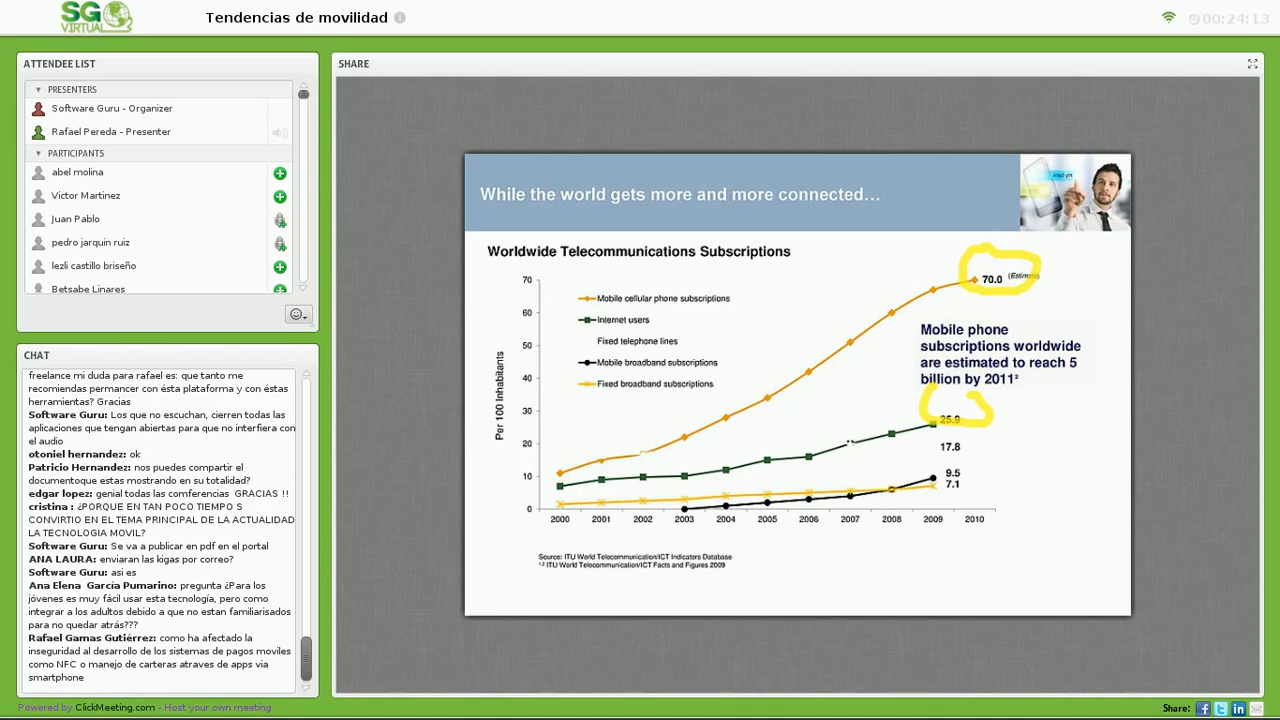 SG
VIRTUAL
Tendencias de movilidad
00:24:13
ATTENDEE LIST
PRESENTERS
Software Guru - Organizer
Rafael Pereda - Presenter
PARTICIPANTS
abel molina
Victor Martinez
Juan Pablo
pedro jarquin ruiz
lezli castillo briseño
Betsabe Linares
CHAT
freelance mi duda para rafael es: que tanto me
recomiendas permancer con ésta plataforma y con éstas
herramientas? Gracias
Software Guru: Los que no escuchan, cierren todas las
aplicaciones que tengan abiertas para que no interfiera con
el audio
otoniel hernandez: ok
Patricio Hernandez: nos puedes compartir el
documentoque estas mostrando en su totalidad?
edgar lopez: genial todas las comferencias GRACIAS !!
cristina : ¿PORQUE EN TAN POCO TIEMPO S
CONVIRTIO EN EL TEMA PRINCIPAL DE LA ACTUALIDAD
LA TECNOLOGIA MOVIL?
Software Guru: Se va a publicar en pdf en el portal
ANA LAURA: enviaran las kigas por correo?
Software Guru: asi es
Ana Elena Garcia Pumarino: pregunta ¿Para los
jóvenes es muy fácil usar esta tecnología, pero como
integrar a los adultos debido a que no estan familiarisados
para no quedar atrás???
Rafael Gamas Gutiérrez: como ha afectado la
inseguridad al desarrollo de los sistemas de pagos moviles
como NFC o manejo de carteras atraves de apps via
smartphone
SHARE
While the world gets more and more connected...
Worldwide Telecommunications Subscriptions
Per 100 Inhabitants
70
60
50
40
30
20
10
0
Mobile cellular phone subscriptions
Internet users
Fixed telephone lines
Mobile broadband subscriptions
Fixed broadband subscriptions
70.0 (Estimate)
Mobile phone
subscriptions worldwide
are estimated to reach 5
billion by 2011²
25.9
17.8
9.5
7.1
2000 2001 2002 2003 2004 2005 2006 2007 2008 2009 2010
Source: ITU World Telecommunication/ICT Indicators Database
¹·² ITU World Telecommunication/ICT Facts and Figures 2009
Powered by ClickMeeting.com - Host your own meeting
Share: